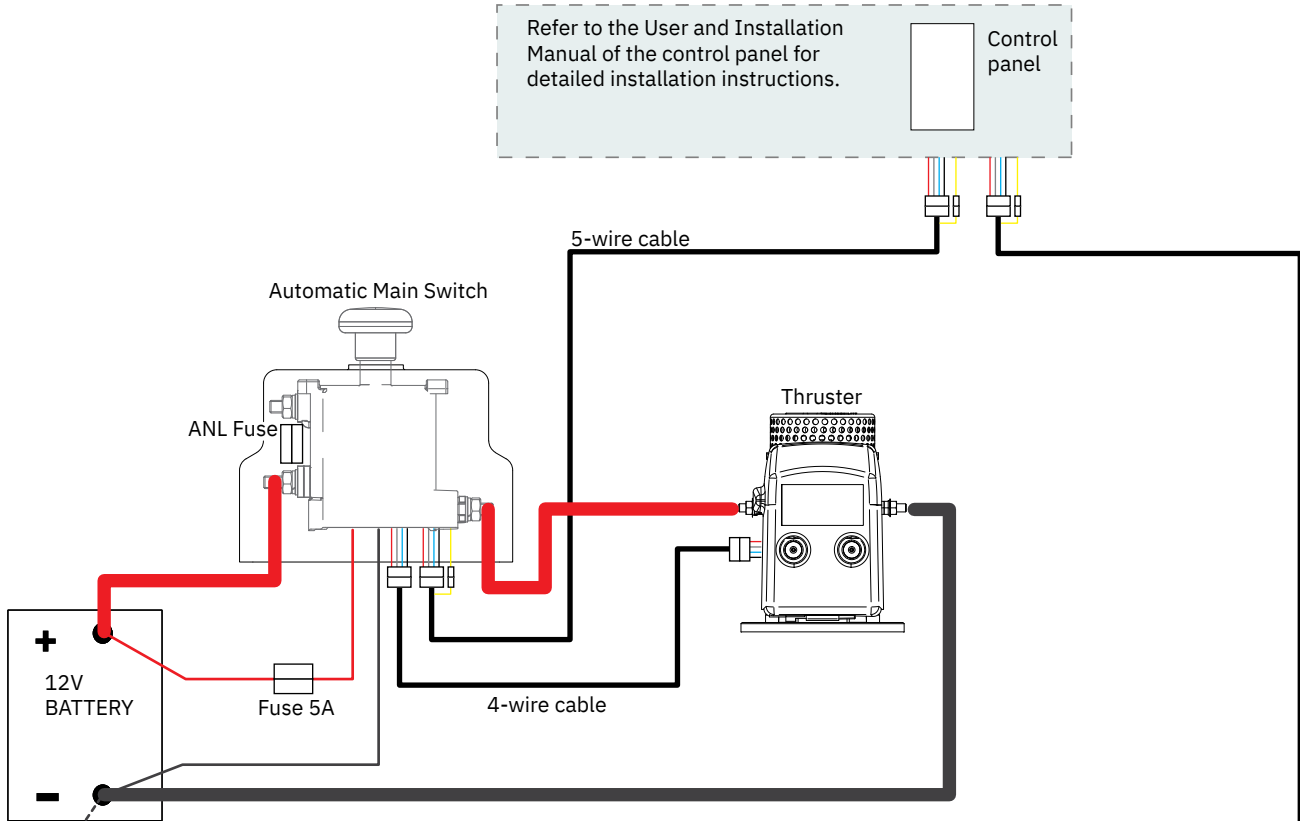 Refer to the User and Installation
Manual of the control panel for
detailed installation instructions.
Control
panel
5-wire cable
Automatic Main Switch
ANL Fuse
Thruster
+
12V
BATTERY
-
Fuse 5A
4-wire cable